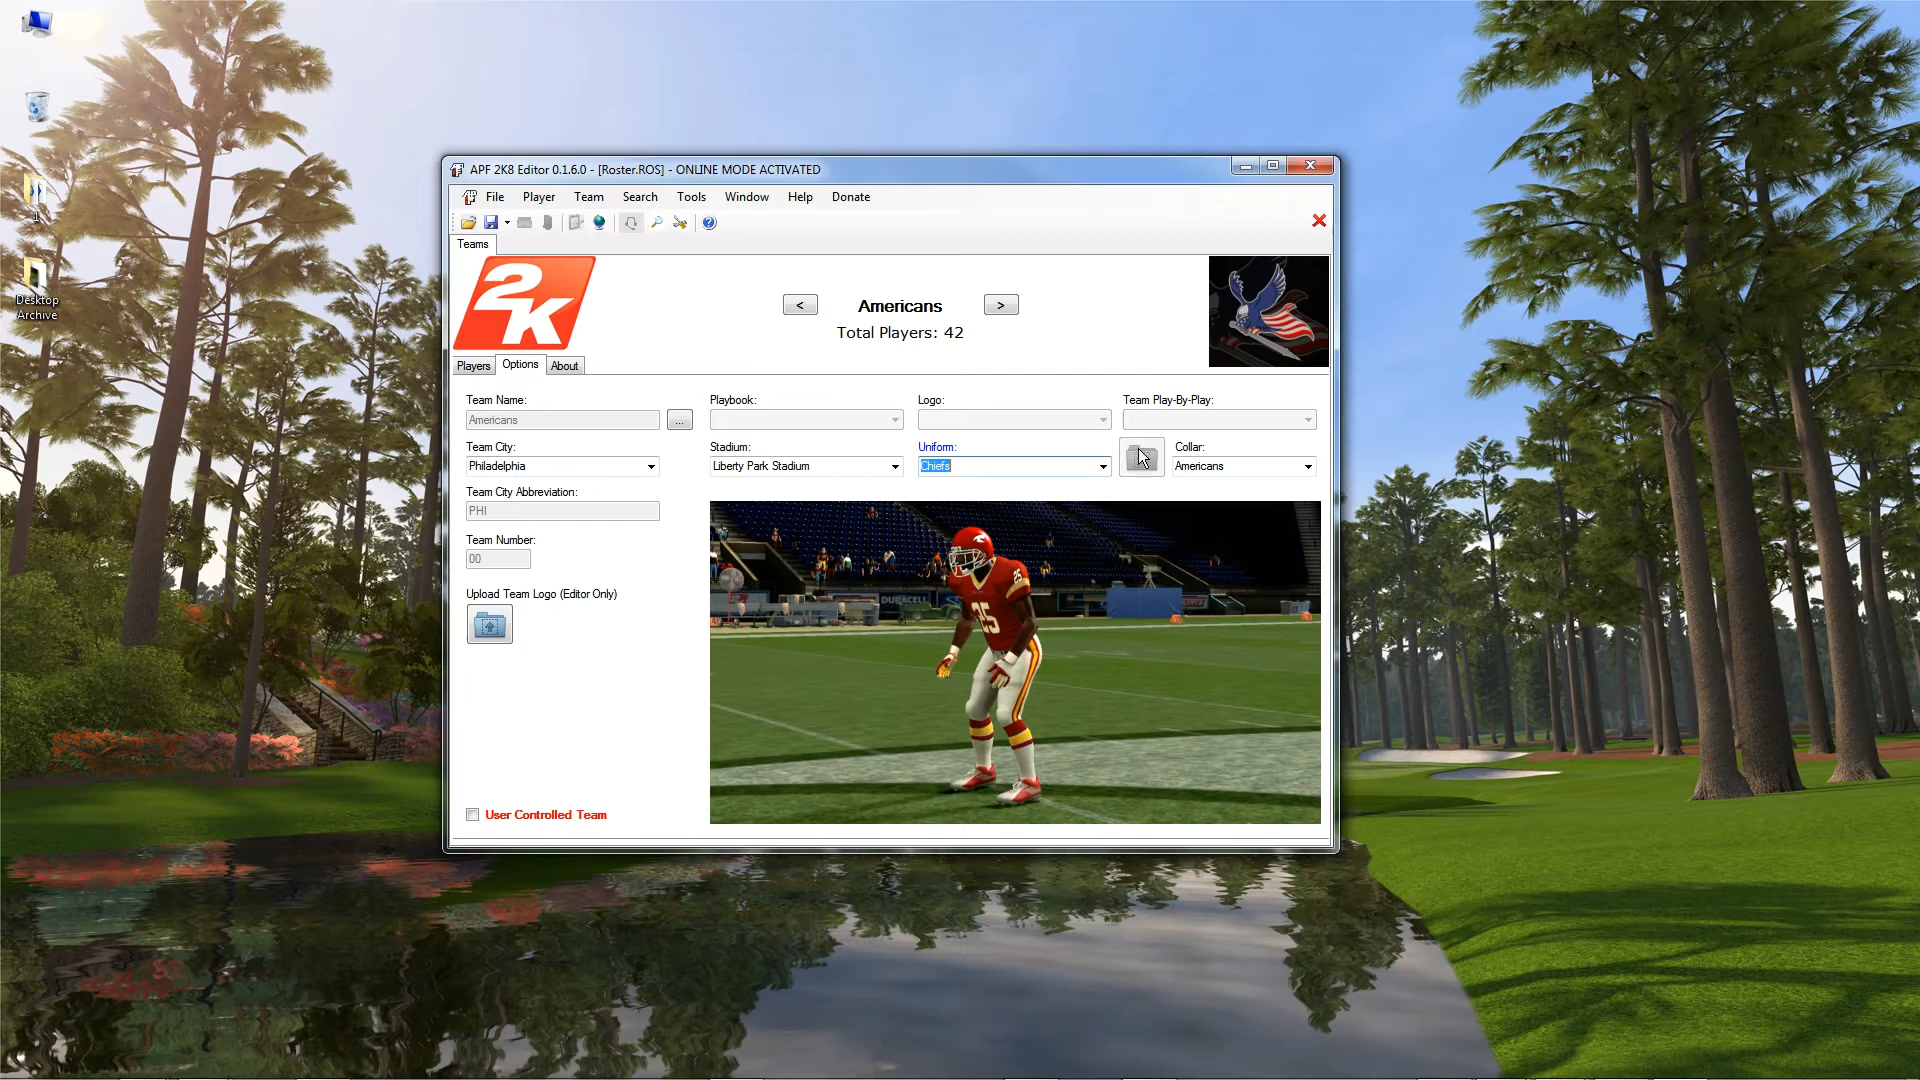 APF 2K8 Editor 0.1.6.0 - [Roster.ROS] - ONLINE MODE ACTIVATED
File Player Team Search Tools Window Help Donate
Teams
2K
< Americans >
Total Players: 42
Players Options About
Team Name: Playbook: Logo: Team Play-By-Play:
Americans ...
Team City: Stadium: Uniform: Collar:
Philadelphia Liberty Park Stadium Chiefs Americans
Team City Abbreviation:
PHI
Team Number:
00
Upload Team Logo (Editor Only)
User Controlled Team
DURACELL
25
25
1
Desktop
Archive